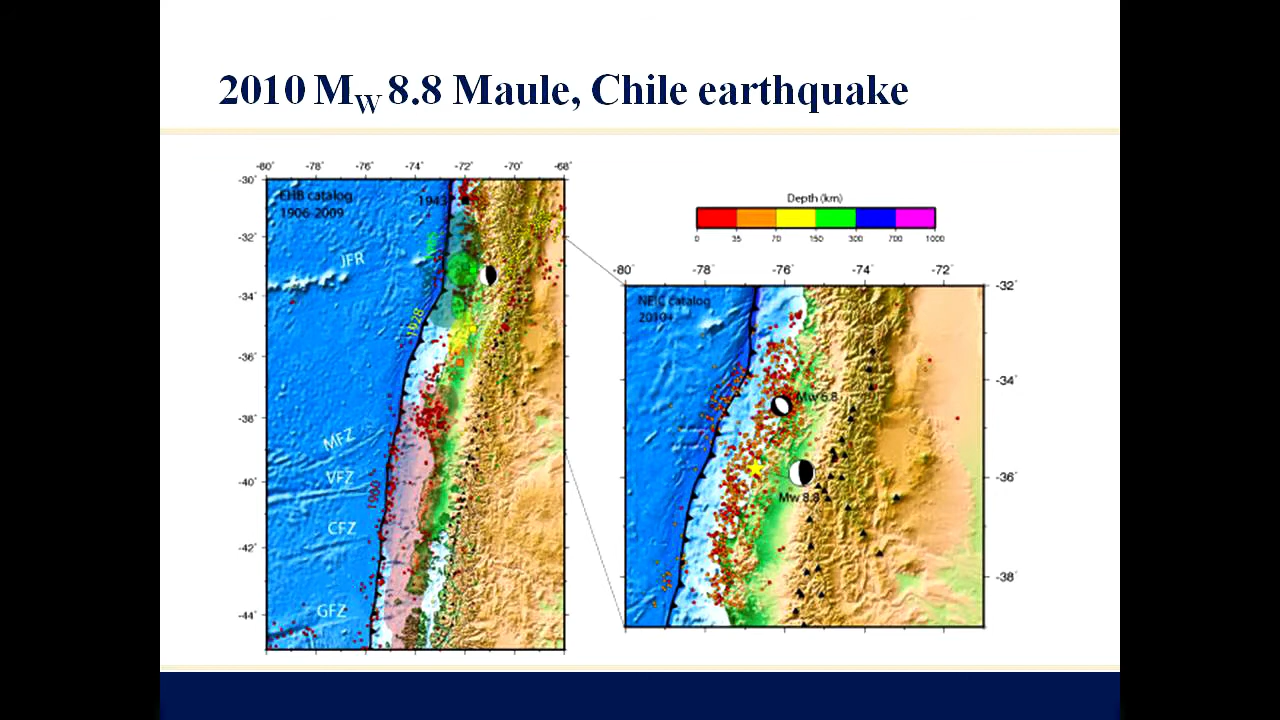 2010 MW 8.8 Maule, Chile earthquake
-80° -78° -76° -74° -72° -70° -68°
-30°
-32°
-34°
-36°
-38°
-40°
-42°
-44°
EHB catalog
1906-2009
1943
JFR
1928
MFZ
VFZ
1960
CFZ
GFZ
Depth (km)
0 35 70 150 300 700 1000
-80° -78° -76° -74° -72°
-32°
-34°
-36°
-38°
NEIC catalog
2010+
Mw 6.8
Mw 8.8